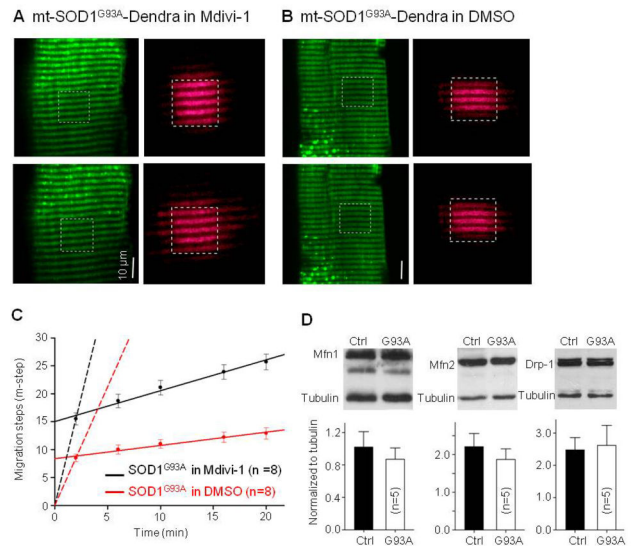 A mt-SOD1G93A-Dendra in Mdivi-1
B mt-SOD1G93A-Dendra in DMSO
10 μm
C
Migration steps (m-step)
30
25
20
15
10
5
0
0 5 10 15 20
Time (min)
SOD1G93A in Mdivi-1 (n =8)
SOD1G93A in DMSO (n=8)
D
Ctrl G93A
Mfn1
Tubulin
Ctrl G93A
Mfn2
Tubulin
Ctrl G93A
Drp-1
Tubulin
Normalized to tubulin
1.2
0.9
0.6
0.3
0
(n=5)
Ctrl G93A
3.0
2.0
1.0
0
(n=5)
Ctrl G93A
3.0
2.0
1.0
0
(n=5)
Ctrl G93A